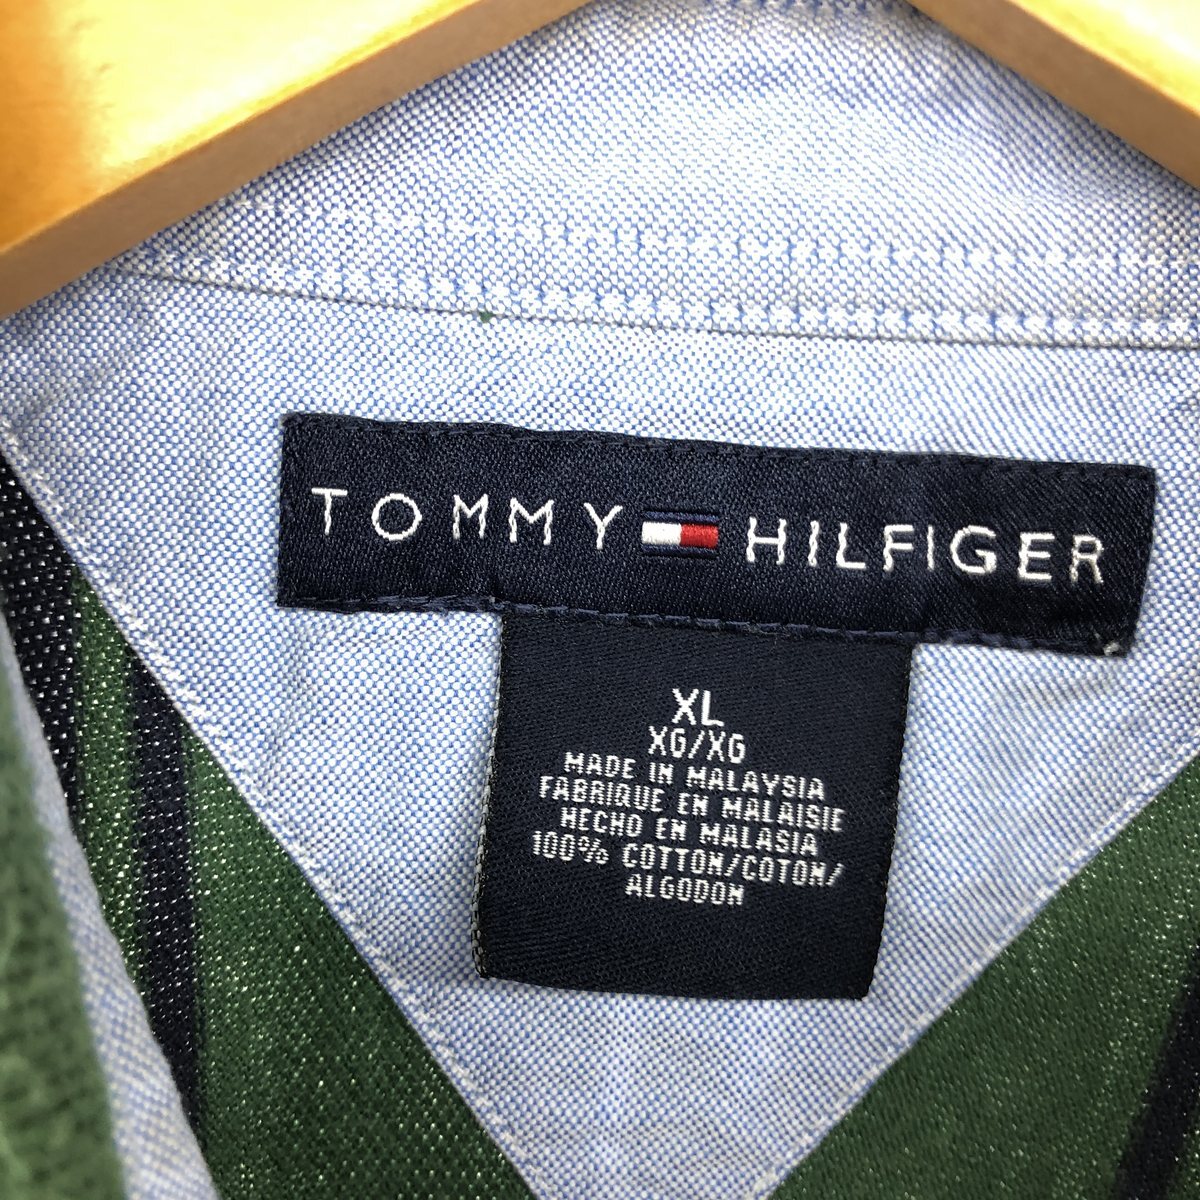 TOMMY HILFIGER
XL
XG/XG
MADE IN MALAYSIA
FABRIQUE EN MALAISIE
HECHO EN MALASIA
100% COTTON/COTON/
ALGODON